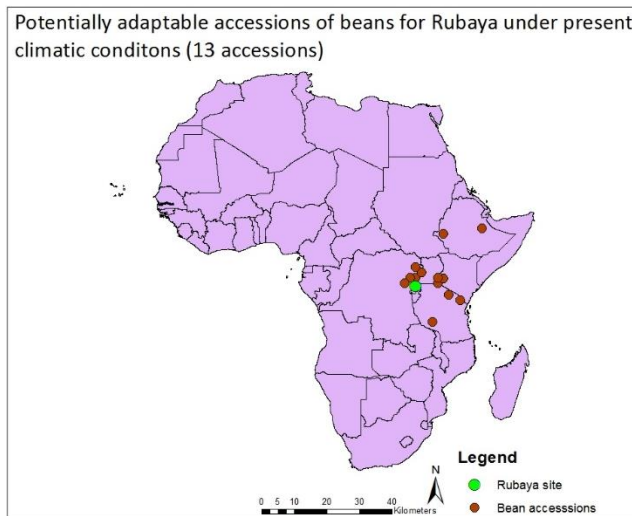 Potentially adaptable accessions of beans for Rubaya under present
climatic conditons (13 accessions)
Legend
N
Rubaya site
0 5 10 20 30 40
Kilometers
Bean accesssions